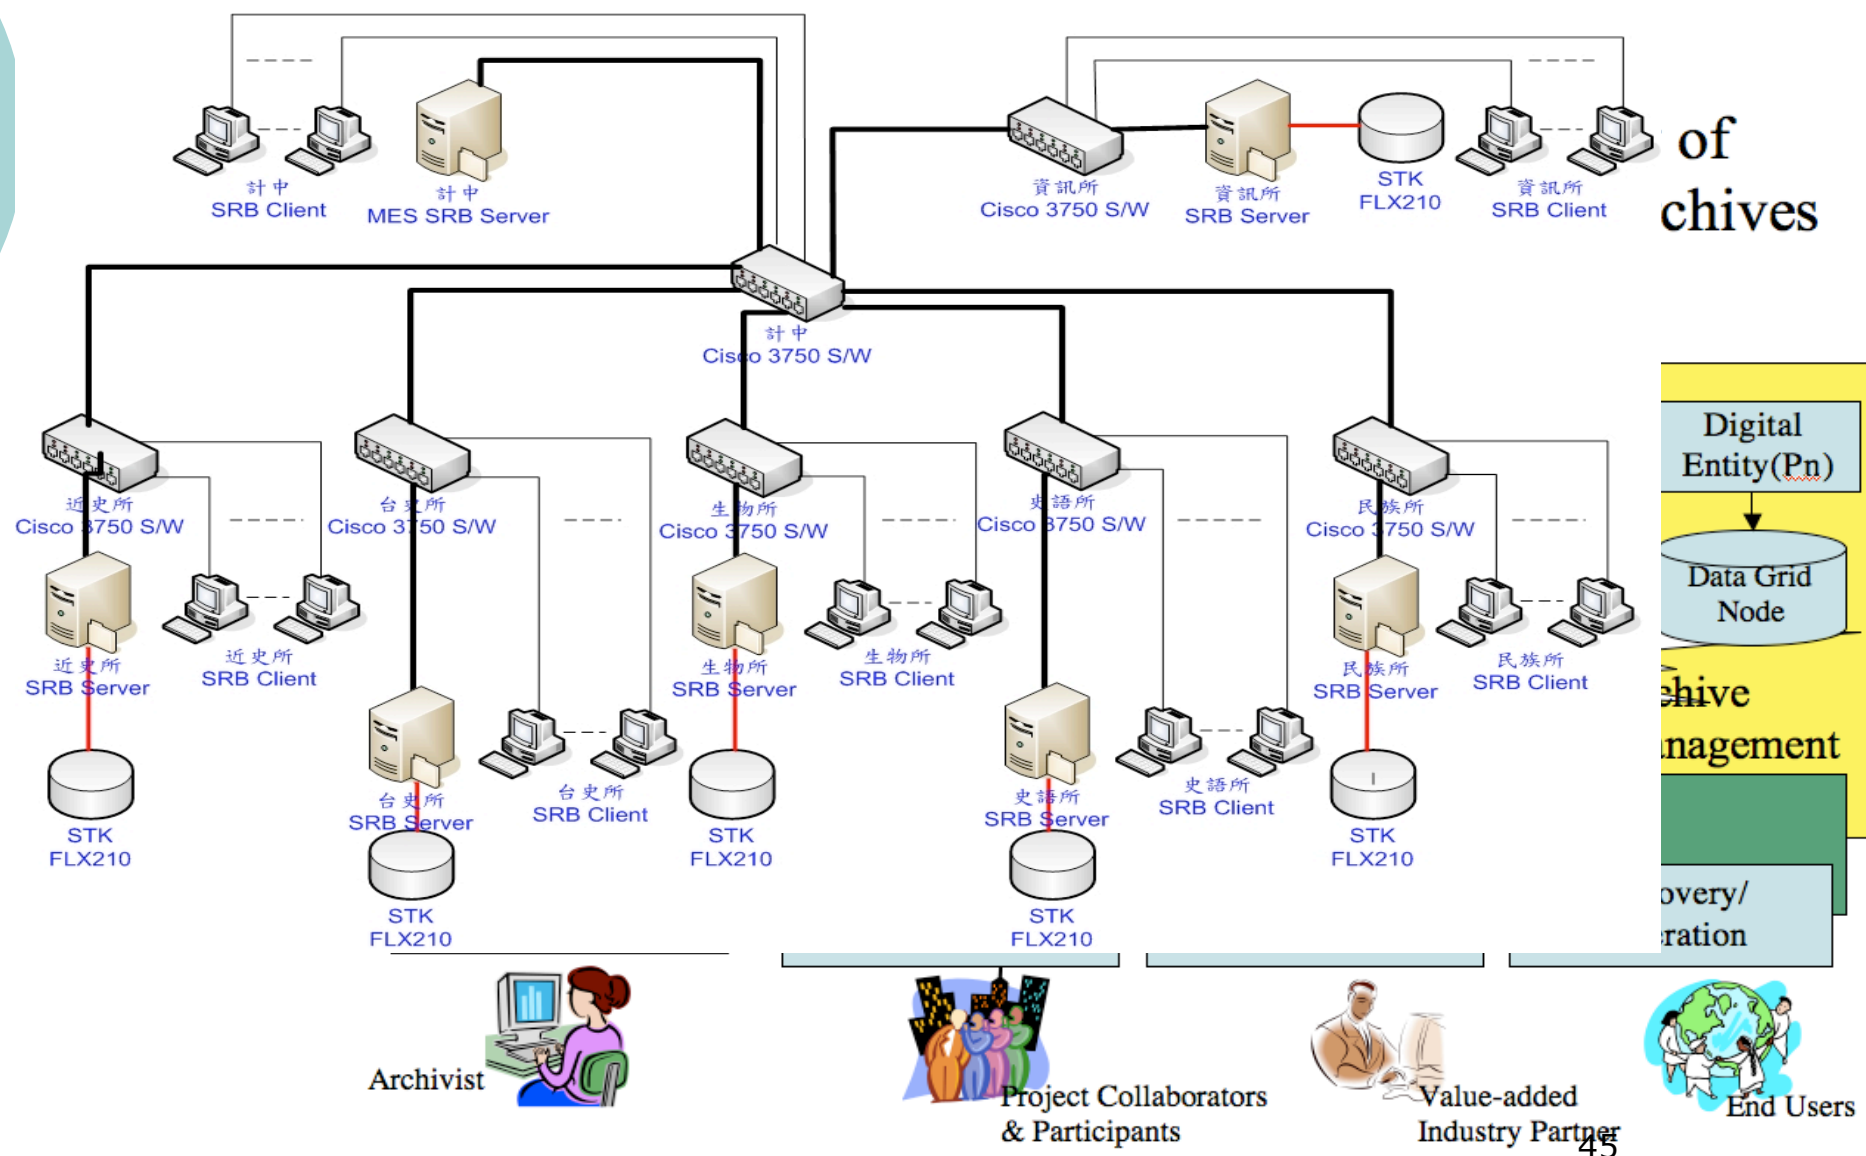 of
chives
計中
SRB Client
計中
MES SRB Server
資訊所
Cisco 3750 S/W
資訊所
SRB Server
STK
FLX210
資訊所
SRB Client
計中
Cisco 3750 S/W
近史所
Cisco 3750 S/W
台史所
Cisco 3750 S/W
生物所
Cisco 3750 S/W
史語所
Cisco 3750 S/W
民族所
Cisco 3750 S/W
Digital
Entity(Pn)
Data Grid
Node
近史所
SRB Server
近史所
SRB Client
生物所
SRB Server
生物所
SRB Client
民族所
SRB Server
民族所
SRB Client
chive
anagement
台史所
SRB Server
台史所
SRB Client
史語所
SRB Server
史語所
SRB Client
STK
FLX210
STK
FLX210
STK
FLX210
STK
FLX210
STK
FLX210
overy/
eration
Archivist
Project Collaborators
& Participants
Value-added
Industry Partner
End Users
45